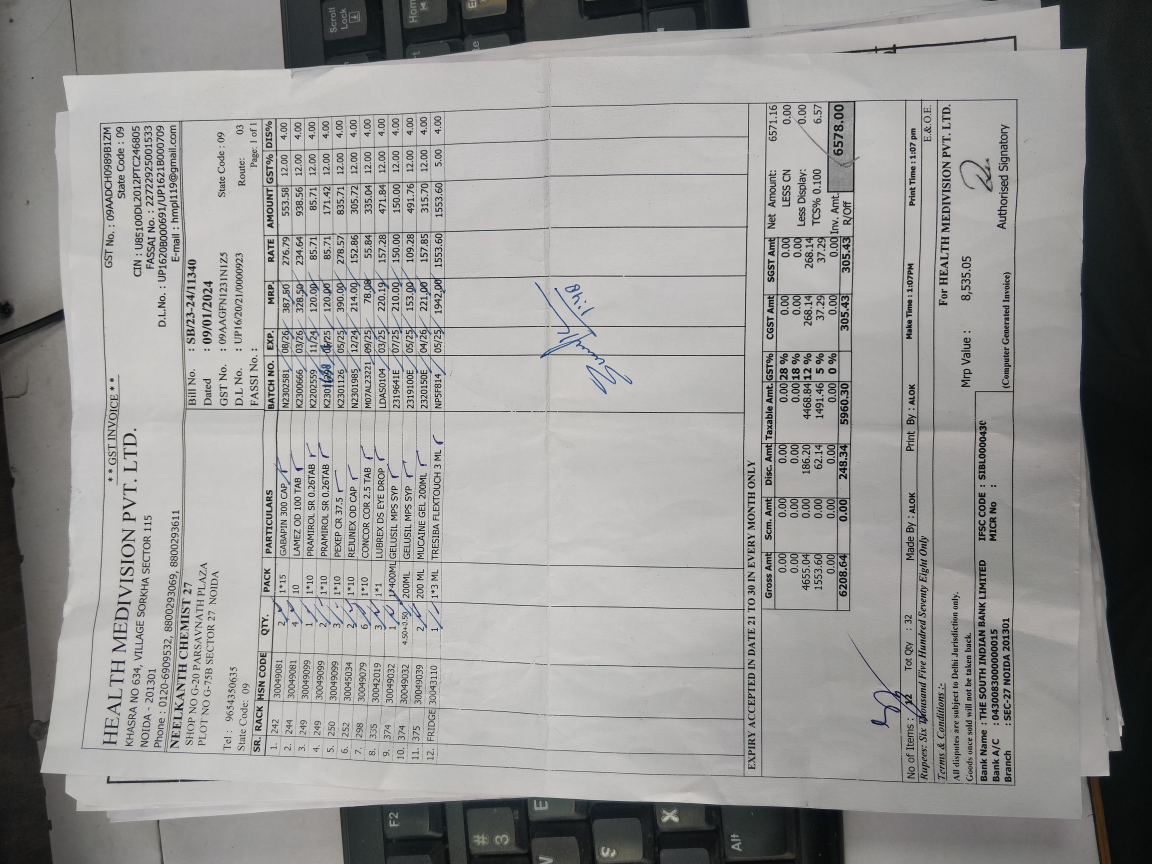 ** GST INVOICE **
HEALTH MEDIVISION PVT. LTD.
KHASRA NO 634, VILLAGE SORKHA SECTOR 115
NOIDA - 201301
Phone : 0120-6909532, 8800293069, 8800293611
GST No. : 09AADCH0989B1ZM
State Code : 09
CIN : U85100DL2012PTC246805
FASSAI No. : 22722925001533
D.L.No. : UP1620B000691/UP1621B000709
E-mail : hmpl119@gmail.com
NEELKANTH CHEMIST 27
SHOP NO G-20 PARSAVNATH PLAZA
PLOT NO G-75B SECTOR 27 NOIDA
Tel : 9654350635
State Code: 09
Bill No. : SB/23-24/11340
Dated : 09/01/2024
GST No. : 09AAGFN1231N1Z5 State Code : 09
D.L No. : UP16/20/21/0000923 Route: 03
FASSI No. : Page: 1 of 1
SR. RACK HSN CODE QTY. PACK PARTICULARS BATCH NO EXP. MRP. RATE AMOUNT GST% DIS%
1. 242 30049081 2 1*15 GABAPIN 300 CAP N2302581 08/26 387.50 276.79 553.58 12.00 4.00
2. 244 30049081 4 10 LAMEZ OD 100 TAB K2300666 03/26 328.50 234.64 938.56 12.00 4.00
3. 249 30049099 1 1*10 PRAMIROL SR 0.26TAB K2202559 11/24 120.00 85.71 85.71 12.00 4.00
4. 249 30049099 2 1*10 PRAMIROL SR 0.26TAB 120.00 85.71 171.42 12.00 4.00
5. 250 30049099 3 1*10 PEXEP CR 37.5 K2301126 05/25 390.00 278.57 835.71 12.00 4.00
6. 252 30045034 2 1*10 REJUNEX OD CAP N2301985 12/24 214.00 152.86 305.72 12.00 4.00
7. 298 30049079 6 1*10 CONCOR COR 2.5 TAB M07AL23221 09/25 78.08 55.84 335.04 12.00 4.00
8. 335 30042019 3 1*1 LUBREX DS EYE DROP LDAS0104 03/25 220.19 157.28 471.84 12.00 4.00
9. 374 30049032 1 1*400ML GELUSIL MPS SYP 2319641E 07/25 210.00 150.00 150.00 12.00 4.00
10. 374 30049032 4.50+0.50 200ML GELUSIL MPS SYP 2319100E 05/25 153.00 109.28 491.76 12.00 4.00
11. 375 30049039 2 200 ML MUCAINE GEL 200ML 2320150E 04/26 221.00 157.85 315.70 12.00 4.00
12. FRIDGE 30043110 1 1*3 ML TRESIBA FLEXTOUCH 3 ML NP5F814 05/25 1942.00 1553.60 1553.60 5.00 4.00
1:40
EXPIRY ACCEPTED IN DATE 21 TO 30 IN EVERY MONTH ONLY
Gross Amt Scm. Amt Disc. Amt Taxable Amt. GST% CGST Amt SGST Amt
0.00 0.00 0.00 0.00 28 % 0.00 0.00
0.00 0.00 0.00 0.00 18 % 0.00 0.00
4655.04 0.00 186.20 4468.84 12 % 268.14 268.14
1553.60 0.00 62.14 1491.46 5 % 37.29 37.29
0.00 0.00 0.00 0.00 0 % 0.00 0.00
6208.64 0.00 248.34 5960.30 305.43 305.43
Net Amount: 6571.16
LESS CN 0.00
Less Display: 0.00
TCS% 0.100 6.57
Inv. Amt. R/Off 6578.00
No of Items : 12 Tot Qty : 32 Made By : ALOK Print By : ALOK Make Time : 1:07PM Print Time : 1:07 pm
Rupees: Six Thousand Five Hundred Seventy Eight Only E.& O.E.
Terms & Conditions :-
All disputes are subject to Delhi Jurisdiction only.
Goods once sold will not be taken back.
For HEALTH MEDIVISION PVT. LTD.
Mrp Value : 8,535.05
Bank Name : THE SOUTH INDIAN BANK LIMITED IFSC CODE : SIBL0000430
Bank A/C : O430083000000015 MICR No :
Branch : SEC-27 NOIDA 201301
(Computer Generated Invoice)
Authorised Signatory
Scroll Lock
Home
F2
#
3
E
X
Alt